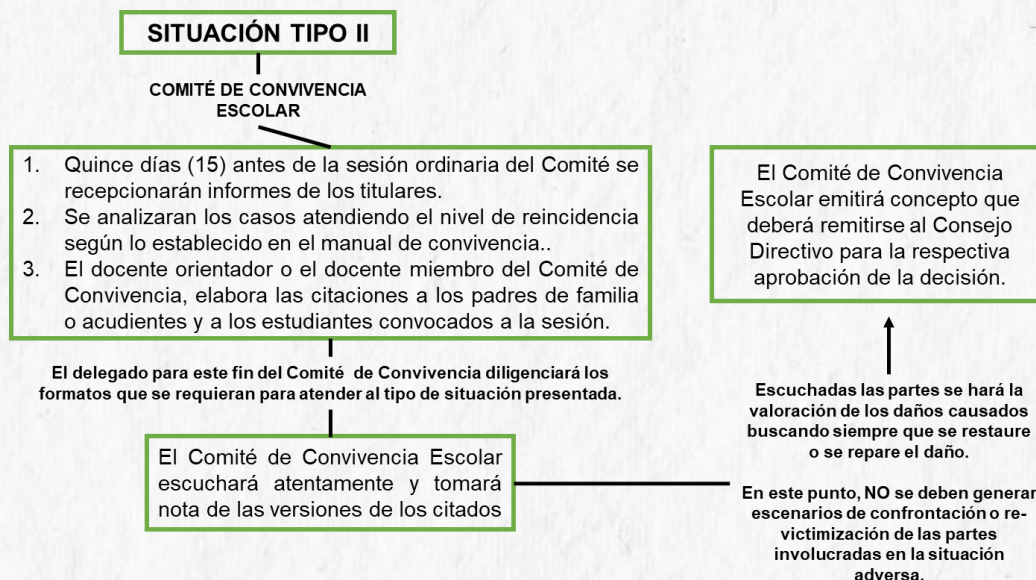 SITUACIÓN TIPO II
COMITÉ DE CONVIVENCIA
ESCOLAR
1. Quince días (15) antes de la sesión ordinaria del Comité se
recepcionarán informes de los titulares.
2. Se analizaran los casos atendiendo el nivel de reincidencia
según lo establecido en el manual de convivencia..
3. El docente orientador o el docente miembro del Comité de
Convivencia, elabora las citaciones a los padres de familia
o acudientes y a los estudiantes convocados a la sesión.
El delegado para este fin del Comité de Convivencia diligenciará los
formatos que se requieran para atender al tipo de situación presentada.
El Comité de Convivencia Escolar
escuchará atentamente y tomará
nota de las versiones de los citados
Escuchadas las partes se hará la
valoración de los daños causados
buscando siempre que se restaure
o se repare el daño.
En este punto, NO se deben generar
escenarios de confrontación o re-
victimización de las partes
involucradas en la situación
adversa.
El Comité de Convivencia
Escolar emitirá concepto que
deberá remitirse al Consejo
Directivo para la respectiva
aprobación de la decisión.